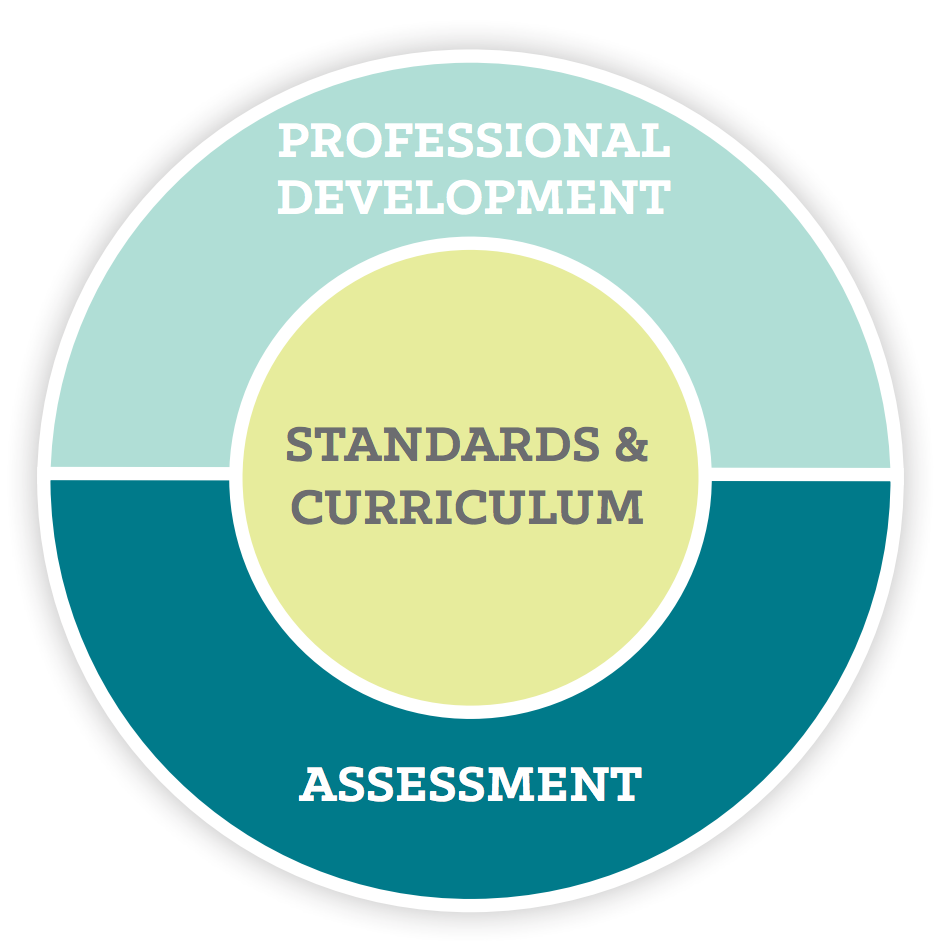 PROFESSIONAL
DEVELOPMENT
STANDARDS &
CURRICULUM
ASSESSMENT